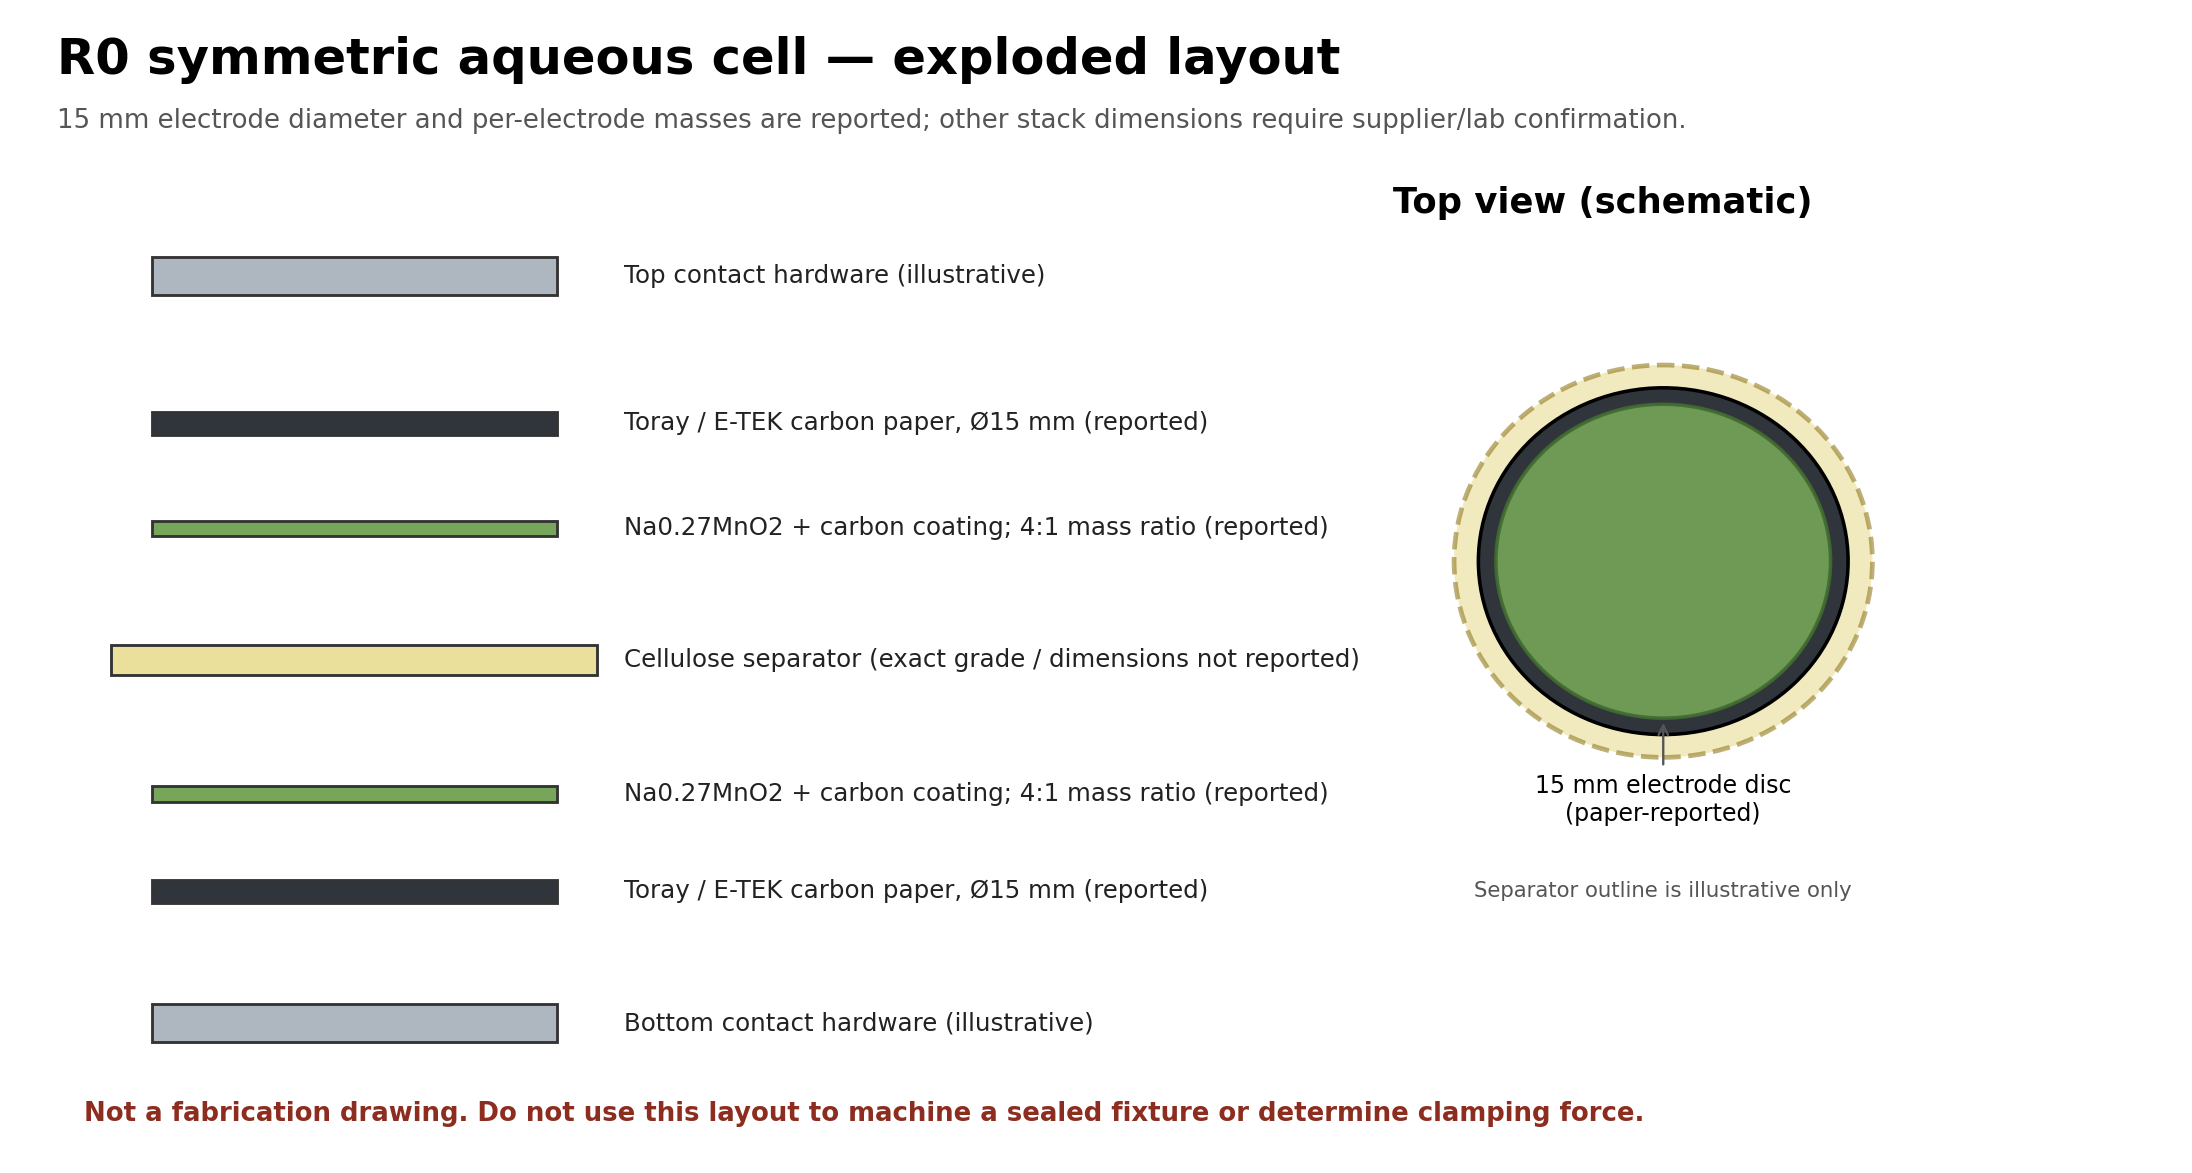 R0 symmetric aqueous cell — exploded layout
15 mm electrode diameter and per-electrode masses are reported; other stack dimensions require supplier/lab confirmation.
Top view (schematic)
Top contact hardware (illustrative)
Toray / E-TEK carbon paper, Ø15 mm (reported)
Na0.27MnO2 + carbon coating; 4:1 mass ratio (reported)
Cellulose separator (exact grade / dimensions not reported)
Na0.27MnO2 + carbon coating; 4:1 mass ratio (reported)
15 mm electrode disc
(paper-reported)
Toray / E-TEK carbon paper, Ø15 mm (reported)
Separator outline is illustrative only
Bottom contact hardware (illustrative)
Not a fabrication drawing. Do not use this layout to machine a sealed fixture or determine clamping force.